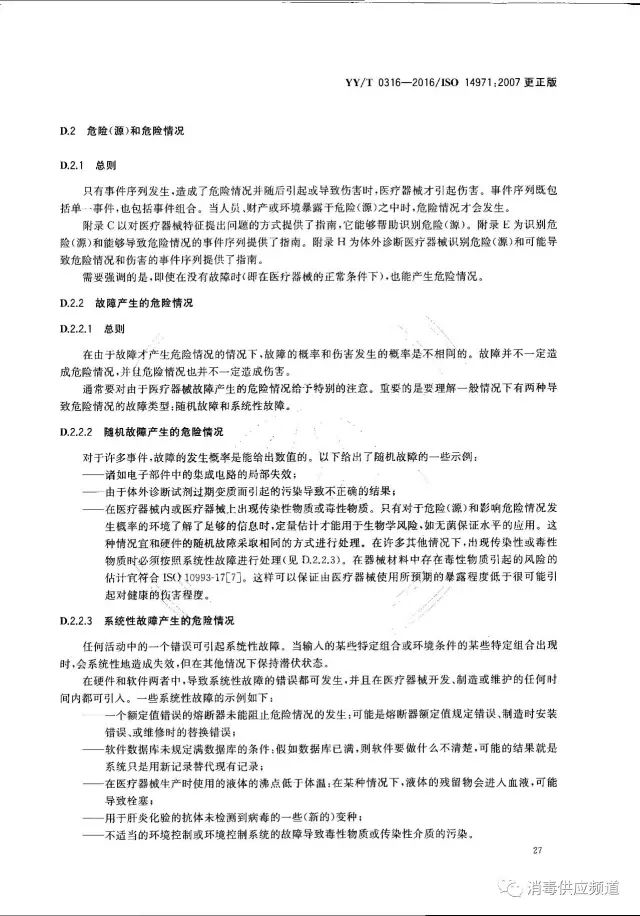 YY/T 0316—2016/ISO 14971:2007 更正版
D.2 危险(源)和危险情况
D.2.1 总则
只有事件序列发生,造成了危险情况并随后引起或导致伤害时,医疗器械才引起伤害。事件序列既包
括单一事件,也包括事件组合。当人员、财产或环境暴露于危险(源)之中时,危险情况才会发生。
附录C以对医疗器械特征提出问题的方式提供了指南,它能够帮助识别危险(源)。附录E为识别危
险(源)和能够导致危险情况的事件序列提供了指南。附录H为体外诊断医疗器械识别危险(源)和可能导
致危险情况和伤害的事件序列提供了指南。
需要强调的是,即使在没有故障时(即在医疗器械的正常条件下),也能产生危险情况。
D.2.2 故障产生的危险情况
D.2.2.1 总则
在由于故障才产生危险情况的情况下,故障的概率和伤害发生的概率是不相同的。故障并不一定造
成危险情况,并且危险情况也并不一定造成伤害。
通常要对由于医疗器械故障产生的危险情况给予特别的注意。重要的是要理解一般情况下有两种导
致危险情况的故障类型:随机故障和系统性故障。
D.2.2.2 随机故障产生的危险情况
对于许多事件,故障的发生概率是能给出数值的。以下给出了随机故障的一些示例:
——诸如电子部件中的集成电路的局部失效;
——由于体外诊断试剂过期变质而引起的污染导致不正确的结果;
——在医疗器械内或医疗器械上出现传染性物质或毒性物质。只有对于危险(源)和影响危险情况发
生概率的环境了解了足够的信息时,定量估计才能用于生物学风险,如无菌保证水平的应用。这
种情况宜和硬件的随机故障采取相同的方式进行处理。在许多其他情况下,出现传染性或毒性
物质时必须按照系统性故障进行处理(见 D.2.2.3)。在器械材料中存在毒性物质引起的风险的
估计宜符合 ISO 10993-17[7]。这样可以保证由医疗器械使用所预期的暴露程度低于很可能引
起对健康的伤害程度。
D.2.2.3 系统性故障产生的危险情况
任何活动中的一个错误可引起系统性故障。当输入的某些特定组合或环境条件的某些特定组合出现
时,会系统性地造成失效,但在其他情况下保持潜伏状态。
在硬件和软件两者中,导致系统性故障的错误都可发生,并且在医疗器械开发、制造或维护的任何时
间内都可引入。一些系统性故障的示例如下:
——一个额定值错误的熔断器未能阻止危险情况的发生:可能是熔断器额定值规定错误、制造时安装
错误、或维修时的替换错误;
——软件数据库未规定满数据库的条件:假如数据库已满,则软件要做什么不清楚,可能的结果就是
系统只是用新记录替代现有记录;
——在医疗器械生产时使用的液体的沸点低于体温:在某种情况下,液体的残留物会进入血液,可能
导致栓塞;
——用于肝炎化验的抗体未检测到病毒的一些(新的)变种;
——不适当的环境控制或环境控制系统的故障导致毒性物质或传染性介质的污染。
27
消毒供应频道